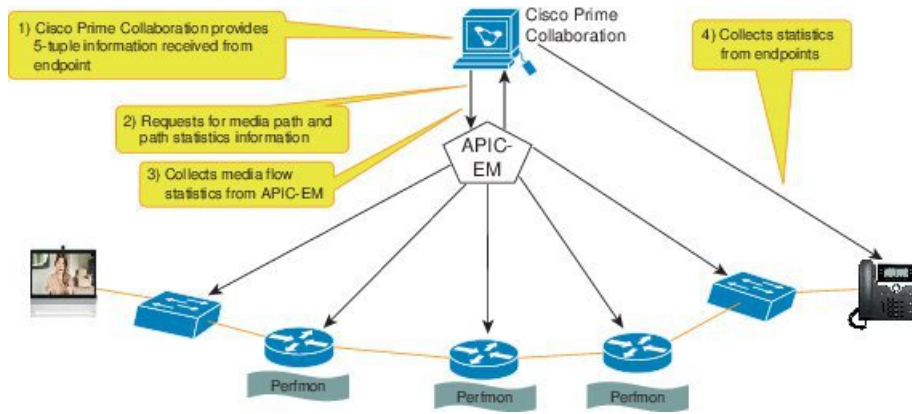 1) Cisco Prime Collaboration provides
5-tuple information received from
endpoint
Cisco Prime
Collaboration
4) Collects statistics
from endpoints
2) Requests for media path and
path statistics information
APIC-
EM
3) Collects media flow
statistics from APIC-EM
Perfmon
Perfmon
Perfmon